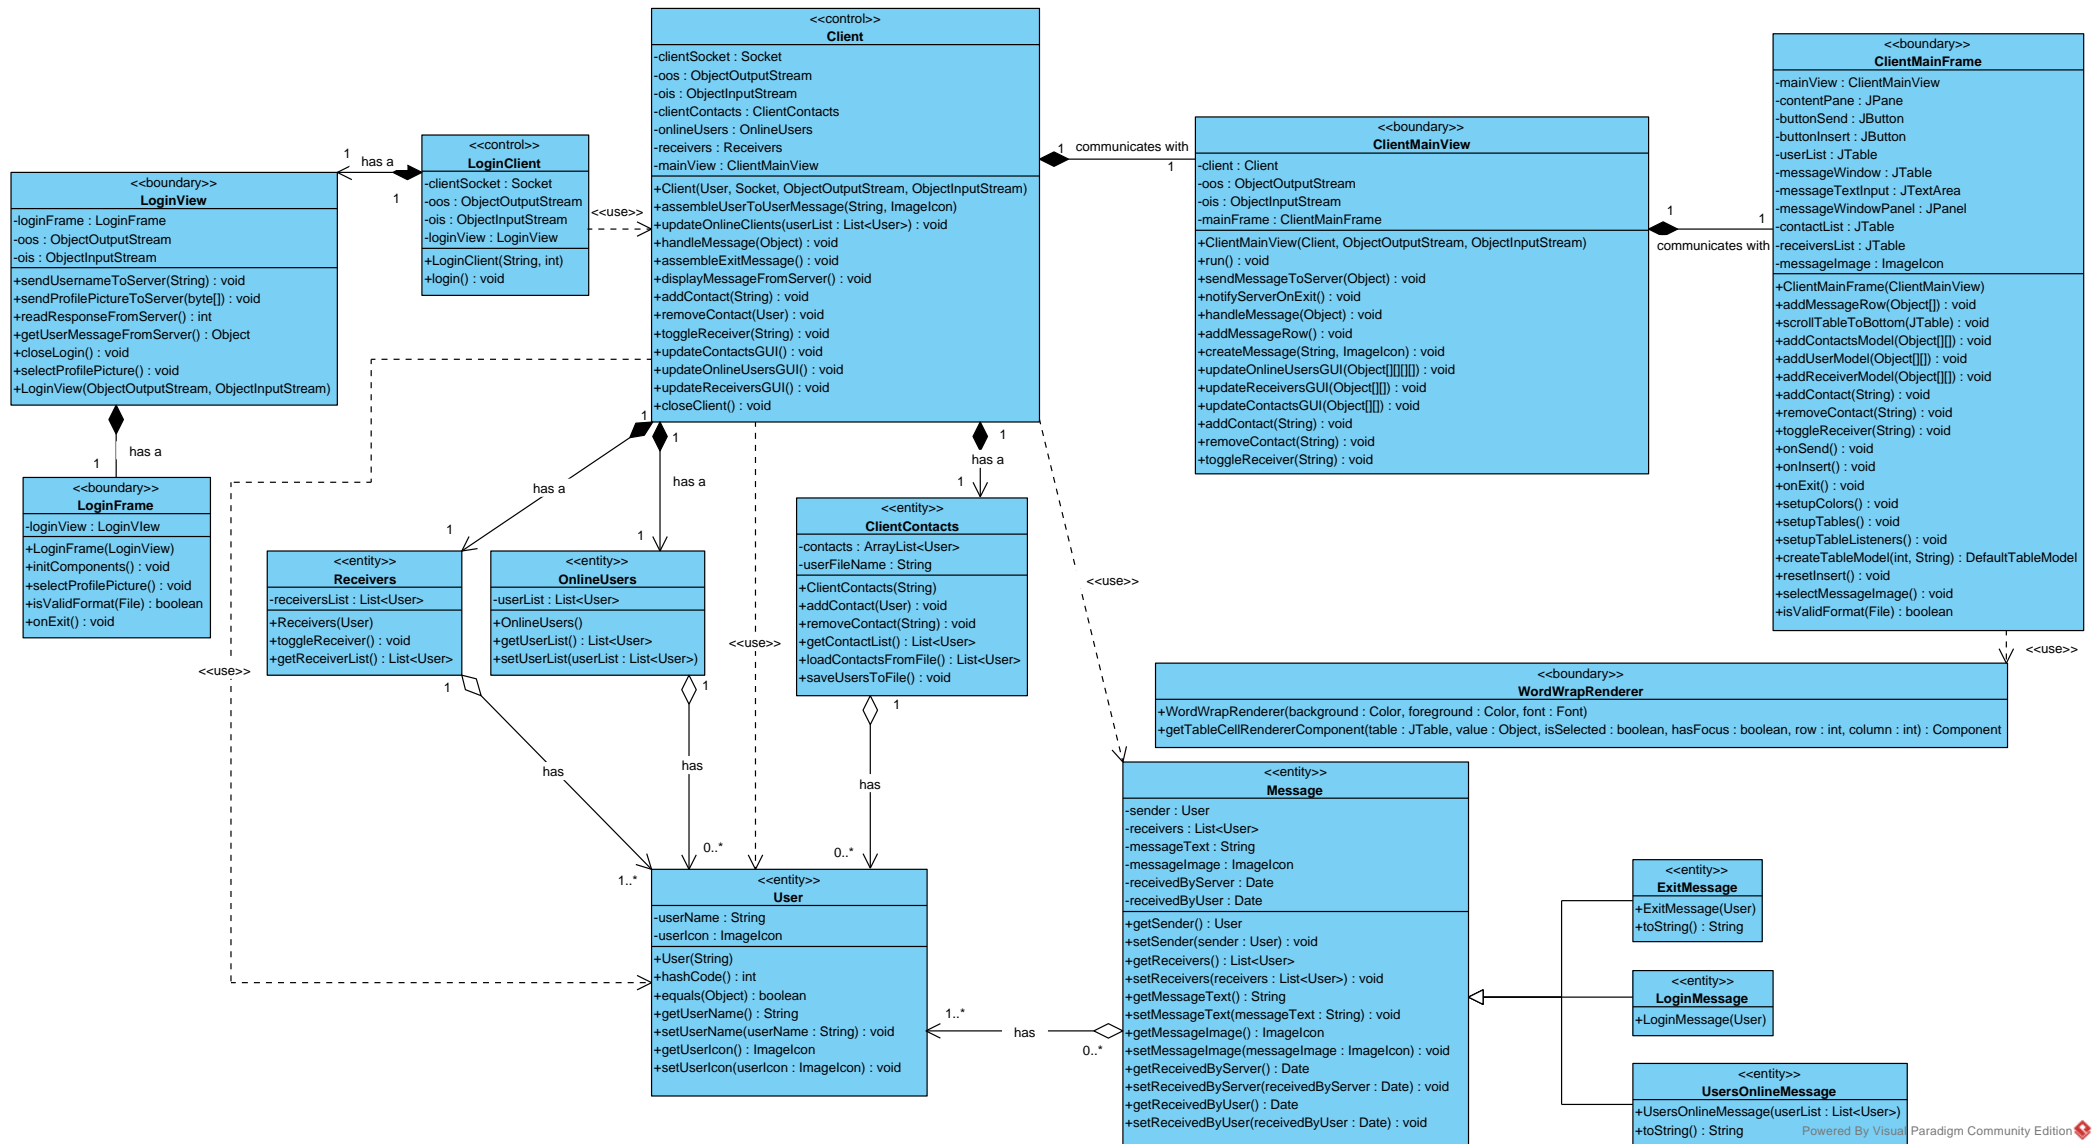 <<control>>
Client
-clientSocket : Socket
-oos : ObjectOutputStream
-ois : ObjectInputStream
-clientContacts : ClientContacts
-onlineUsers : OnlineUsers
-receivers : Receivers
-mainView : ClientMainView
+Client(User, Socket, ObjectOutputStream, ObjectInputStream)
+assembleUserToUserMessage(String, ImageIcon)
+updateOnlineClients(userList : List<User>) : void
+handleMessage(Object) : void
+assembleExitMessage() : void
+displayMessageFromServer() : void
+addContact(String) : void
+removeContact(User) : void
+toggleReceiver(String) : void
+updateContactsGUI() : void
+updateOnlineUsersGUI() : void
+updateReceiversGUI() : void
+closeClient() : void
<<boundary>>
ClientMainFrame
-mainView : ClientMainView
-contentPane : JPane
-buttonSend : JButton
-buttonInsert : JButton
-userList : JTable
-messageWindow : JTable
-messageTextInput : JTextArea
-messageWindowPanel : JPanel
-contactList : JTable
-receiversList : JTable
-messageImage : ImageIcon
+ClientMainFrame(ClientMainView)
+addMessageRow(Object[]) : void
+scrollTableToBottom(JTable) : void
+addContactsModel(Object[][]) : void
+addUserModel(Object[][]) : void
+addReceiverModel(Object[][]) : void
+addContact(String) : void
+removeContact(String) : void
+toggleReceiver(String) : void
+onSend() : void
+onInsert() : void
+onExit() : void
+setupColors() : void
+setupTables() : void
+setupTableListeners() : void
+createTableModel(int, String) : DefaultTableModel
+resetInsert() : void
+selectMessageImage() : void
+isValidFormat(File) : boolean
<<boundary>>
ClientMainView
-client : Client
-oos : ObjectOutputStream
-ois : ObjectInputStream
-mainFrame : ClientMainFrame
+ClientMainView(Client, ObjectOutputStream, ObjectInputStream)
+run() : void
+sendMessageToServer(Object) : void
+notifyServerOnExit() : void
+handleMessage(Object) : void
+addMessageRow() : void
+createMessage(String, ImageIcon) : void
+updateOnlineUsersGUI(Object[][][][]) : void
+updateReceiversGUI(Object[][]) : void
+updateContactsGUI(Object[][]) : void
+addContact(String) : void
+removeContact(String) : void
+toggleReceiver(String) : void
1
communicates with
1
1
communicates with
1
<<control>>
LoginClient
-clientSocket : Socket
-oos : ObjectOutputStream
-ois : ObjectInputStream
-loginView : LoginView
+LoginClient(String, int)
+login() : void
<<use>>
1
has a
1
<<boundary>>
LoginView
-loginFrame : LoginFrame
-oos : ObjectOutputStream
-ois : ObjectInputStream
+sendUsernameToServer(String) : void
+sendProfilePictureToServer(byte[]) : void
+readResponseFromServer() : int
+getUserMessageFromServer() : Object
+closeLogin() : void
+selectProfilePicture() : void
+LoginView(ObjectOutputStream, ObjectInputStream)
1
has a
1
<<boundary>>
LoginFrame
-loginView : LoginVIew
+LoginFrame(LoginView)
+initComponents() : void
+selectProfilePicture() : void
+isValidFormat(File) : boolean
+onExit() : void
1
has a
1
1
has a
1
1
has a
1
<<entity>>
Receivers
-receiversList : List<User>
+Receivers(User)
+toggleReceiver() : void
+getReceiverList() : List<User>
<<entity>>
OnlineUsers
-userList : List<User>
+OnlineUsers()
+getUserList() : List<User>
+setUserList(userList : List<User>)
<<entity>>
ClientContacts
-contacts : ArrayList<User>
-userFileName : String
+ClientContacts(String)
+addContact(User) : void
+removeContact(String) : void
+getContactList() : List<User>
+loadContactsFromFile() : List<User>
+saveUsersToFile() : void
<<use>>
<<use>>
<<use>>
<<use>>
<<boundary>>
WordWrapRenderer
+WordWrapRenderer(background : Color, foreground : Color, font : Font)
+getTableCellRendererComponent(table : JTable, value : Object, isSelected : boolean, hasFocus : boolean, row : int, column : int) : Component
1
has
1..*
1
has
0..*
1
has
0..*
<<entity>>
User
-userName : String
-userIcon : ImageIcon
+User(String)
+hashCode() : int
+equals(Object) : boolean
+getUserName() : String
+setUserName(userName : String) : void
+getUserIcon() : ImageIcon
+setUserIcon(userIcon : ImageIcon) : void
1..*
has
0..*
<<entity>>
Message
-sender : User
-receivers : List<User>
-messageText : String
-messageImage : ImageIcon
-receivedByServer : Date
-receivedByUser : Date
+getSender() : User
+setSender(sender : User) : void
+getReceivers() : List<User>
+setReceivers(receivers : List<User>) : void
+getMessageText() : String
+setMessageText(messageText : String) : void
+getMessageImage() : ImageIcon
+setMessageImage(messageImage : ImageIcon) : void
+getReceivedByServer() : Date
+setReceivedByServer(receivedByServer : Date) : void
+getReceivedByUser() : Date
+setReceivedByUser(receivedByUser : Date) : void
<<entity>>
ExitMessage
+ExitMessage(User)
+toString() : String
<<entity>>
LoginMessage
+LoginMessage(User)
<<entity>>
UsersOnlineMessage
+UsersOnlineMessage(userList : List<User>)
+toString() : String
Powered By Visual Paradigm Community Edition